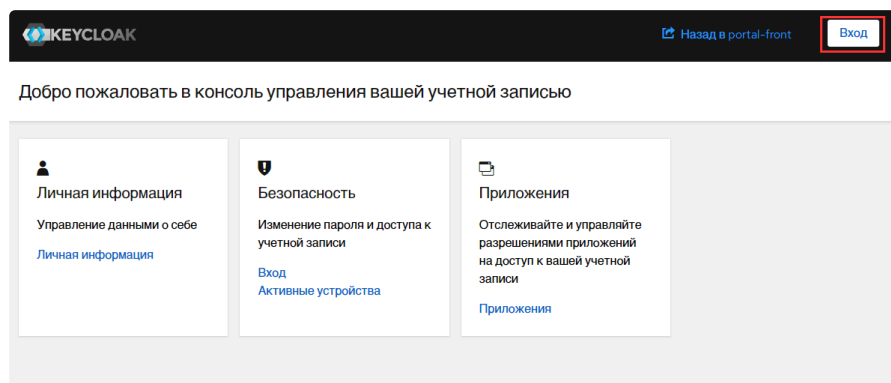 KEYCLOAK
Назад в portal-front
Вход
Добро пожаловать в консоль управления вашей учетной записью
Личная информация
Управление данными о себе
Личная информация
Безопасность
Изменение пароля и доступа к
учетной записи
Вход
Активные устройства
Приложения
Отслеживайте и управляйте
разрешениями приложений
на доступ к вашей учетной
записи
Приложения